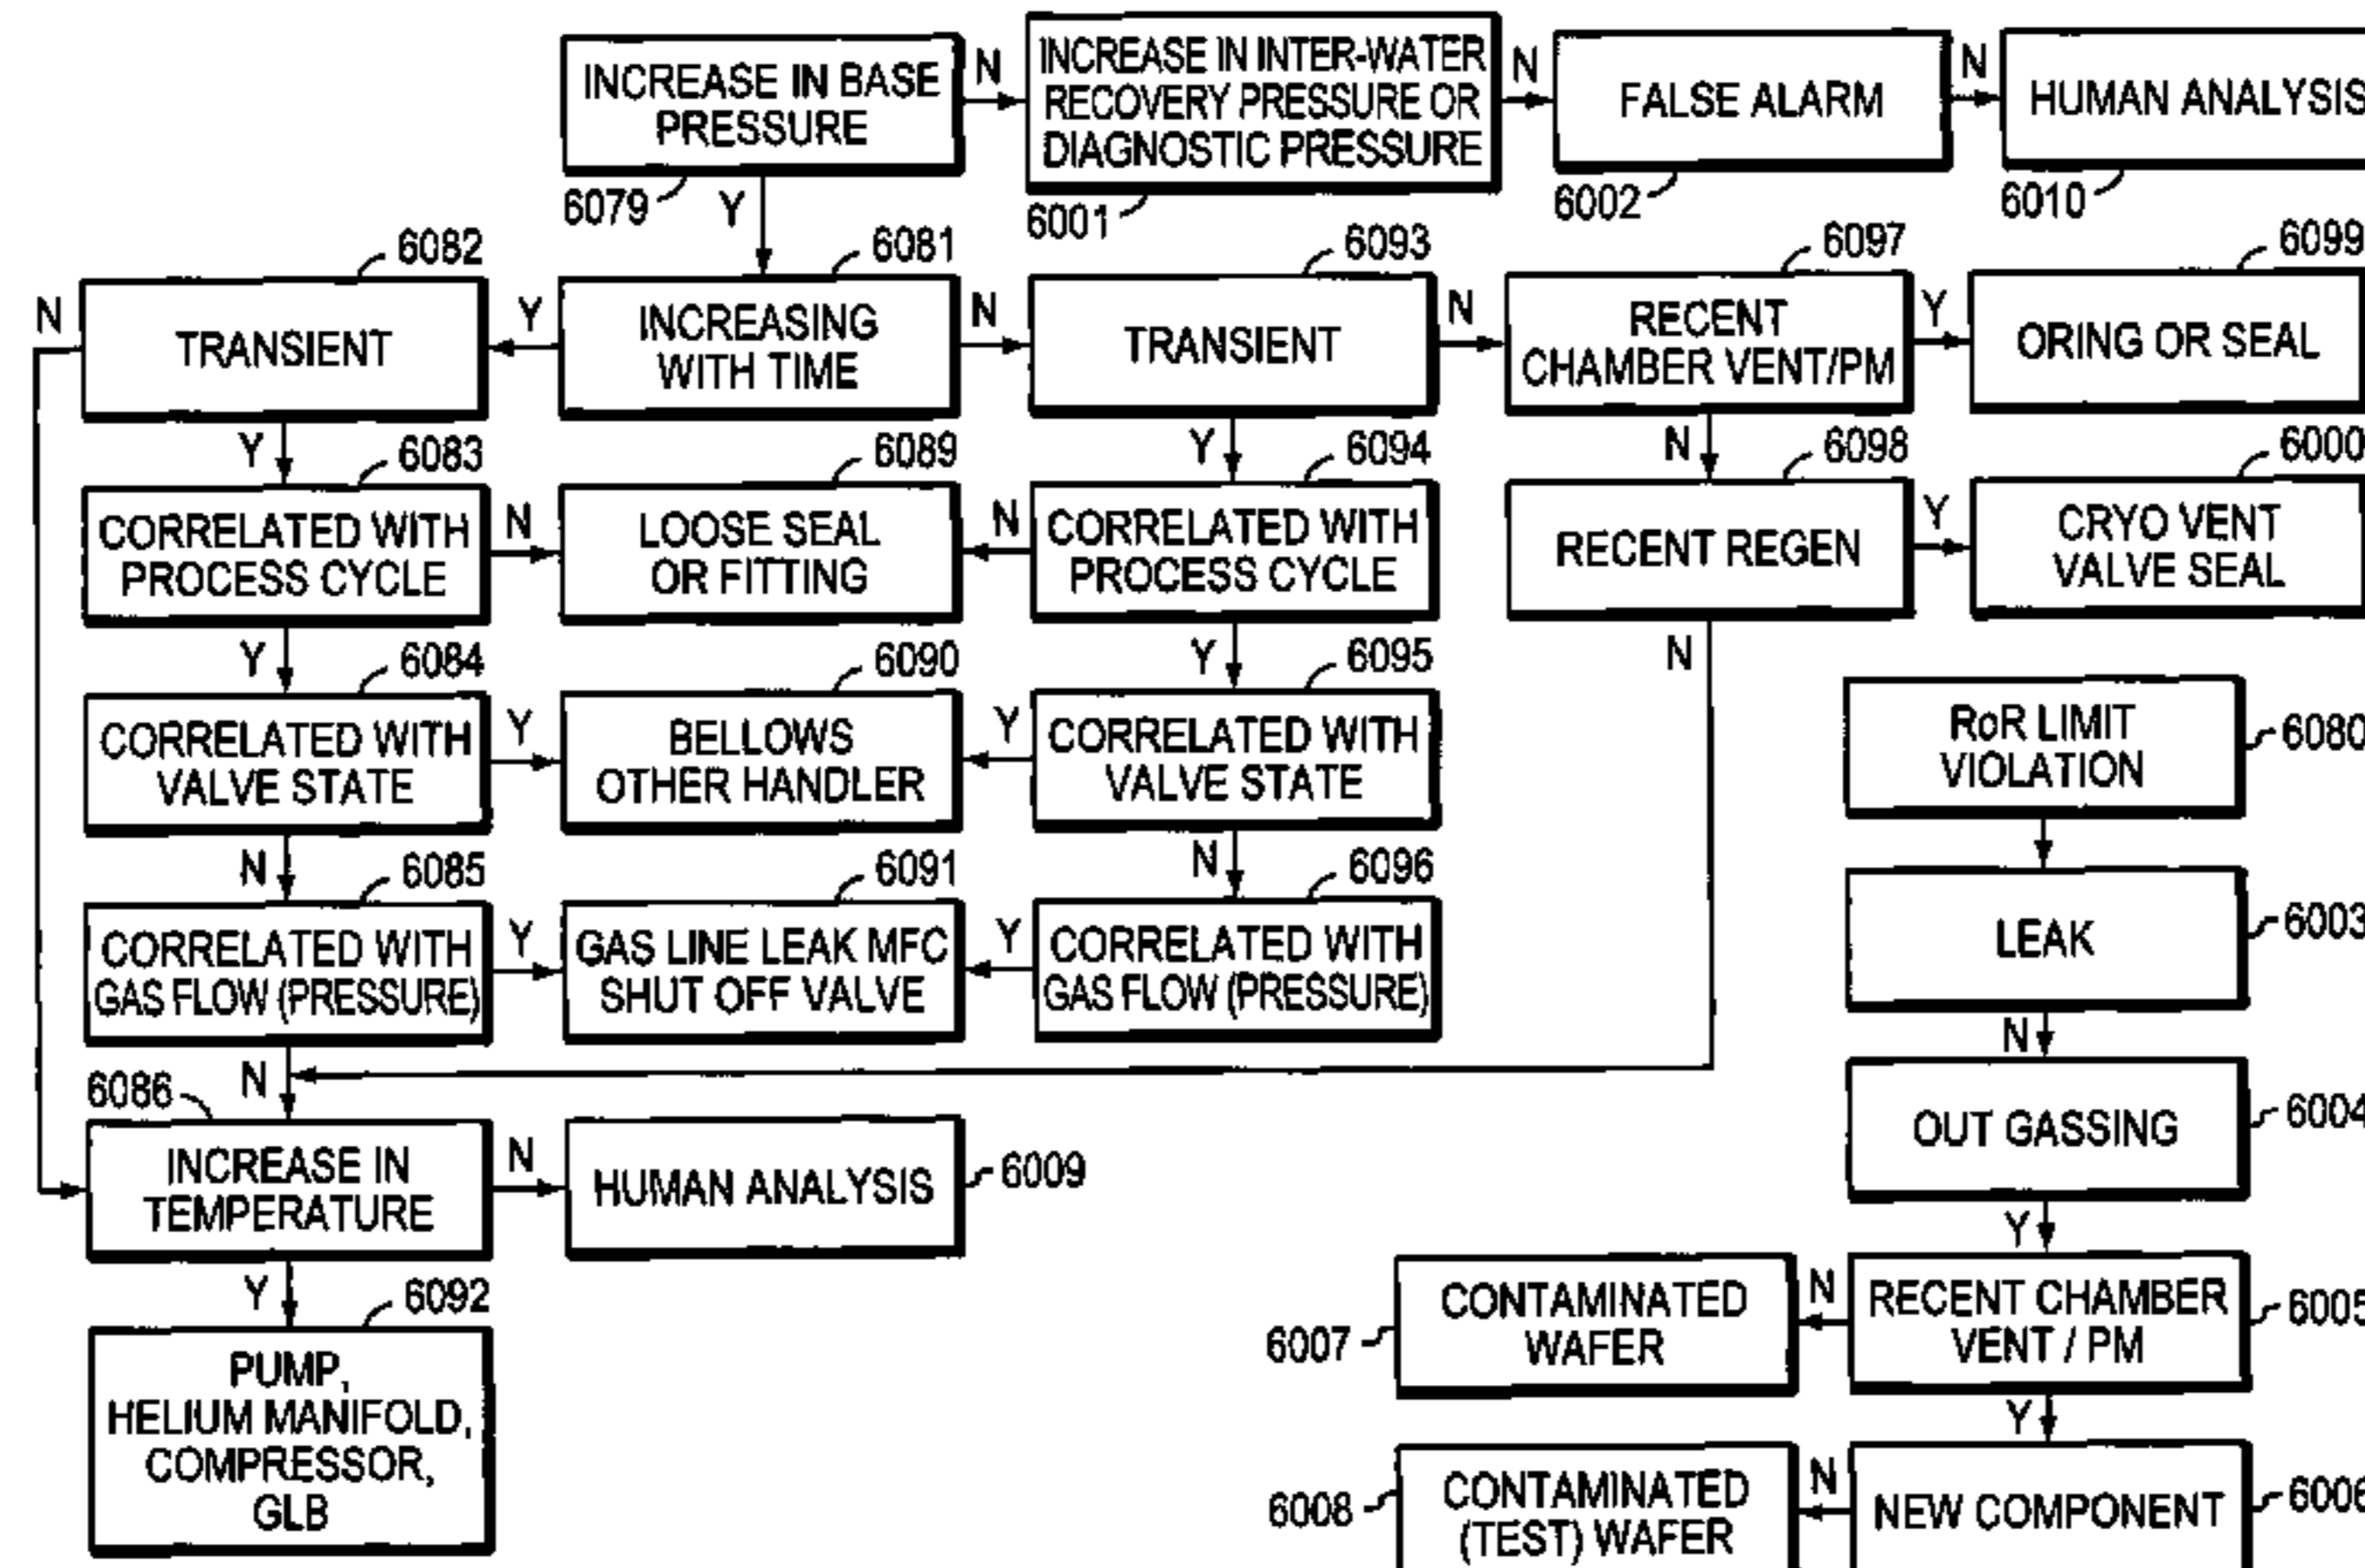 INCREASE IN BASE
PRESSURE
6079
N
INCREASE IN INTER-WATER
RECOVERY PRESSURE OR
DIAGNOSTIC PRESSURE
6001
N
FALSE ALARM
6002
N
HUMAN ANALYSIS
6010
Y
6082
TRANSIENT
N
Y
6081
INCREASING
WITH TIME
N
6093
TRANSIENT
N
6097
RECENT
CHAMBER VENT/PM
Y
6099
ORING OR SEAL
Y
6083
CORRELATED WITH
PROCESS CYCLE
N
6089
LOOSE SEAL
OR FITTING
Y
6094
N
CORRELATED WITH
PROCESS CYCLE
N
6098
RECENT REGEN
Y
6000
CRYO VENT
VALVE SEAL
Y
6084
CORRELATED WITH
VALVE STATE
Y
6090
BELLOWS
OTHER HANDLER
Y
6095
Y
CORRELATED WITH
VALVE STATE
N
RoR LIMIT
VIOLATION
6080
N
6085
CORRELATED WITH
GAS FLOW (PRESSURE)
Y
6091
GAS LINE LEAK MFC
SHUT OFF VALVE
N
6096
Y
CORRELATED WITH
GAS FLOW (PRESSURE)
LEAK
6003
N
N
6086
INCREASE IN
TEMPERATURE
N
HUMAN ANALYSIS
6009
OUT GASSING
6004
Y
Y
6092
PUMP,
HELIUM MANIFOLD,
COMPRESSOR,
GLB
CONTAMINATED
WAFER
6007
N
RECENT CHAMBER
VENT / PM
6005
Y
CONTAMINATED
(TEST) WAFER
6008
N
NEW COMPONENT
6006